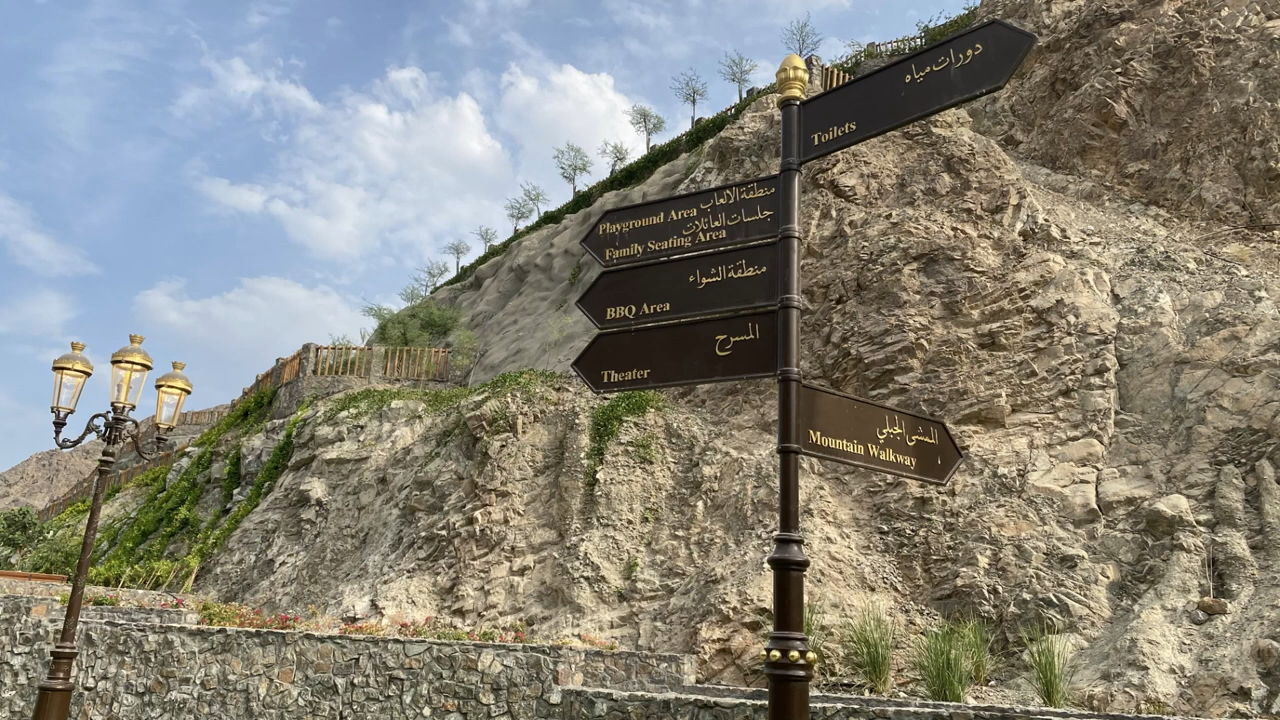 دورات مياه
Toilets
منطقة الالعاب
Playground Area
جلسات العائلات
Family Seating Area
منطقة الشواء
BBQ Area
المسرح
Theater
الممشى الجبلي
Mountain Walkway